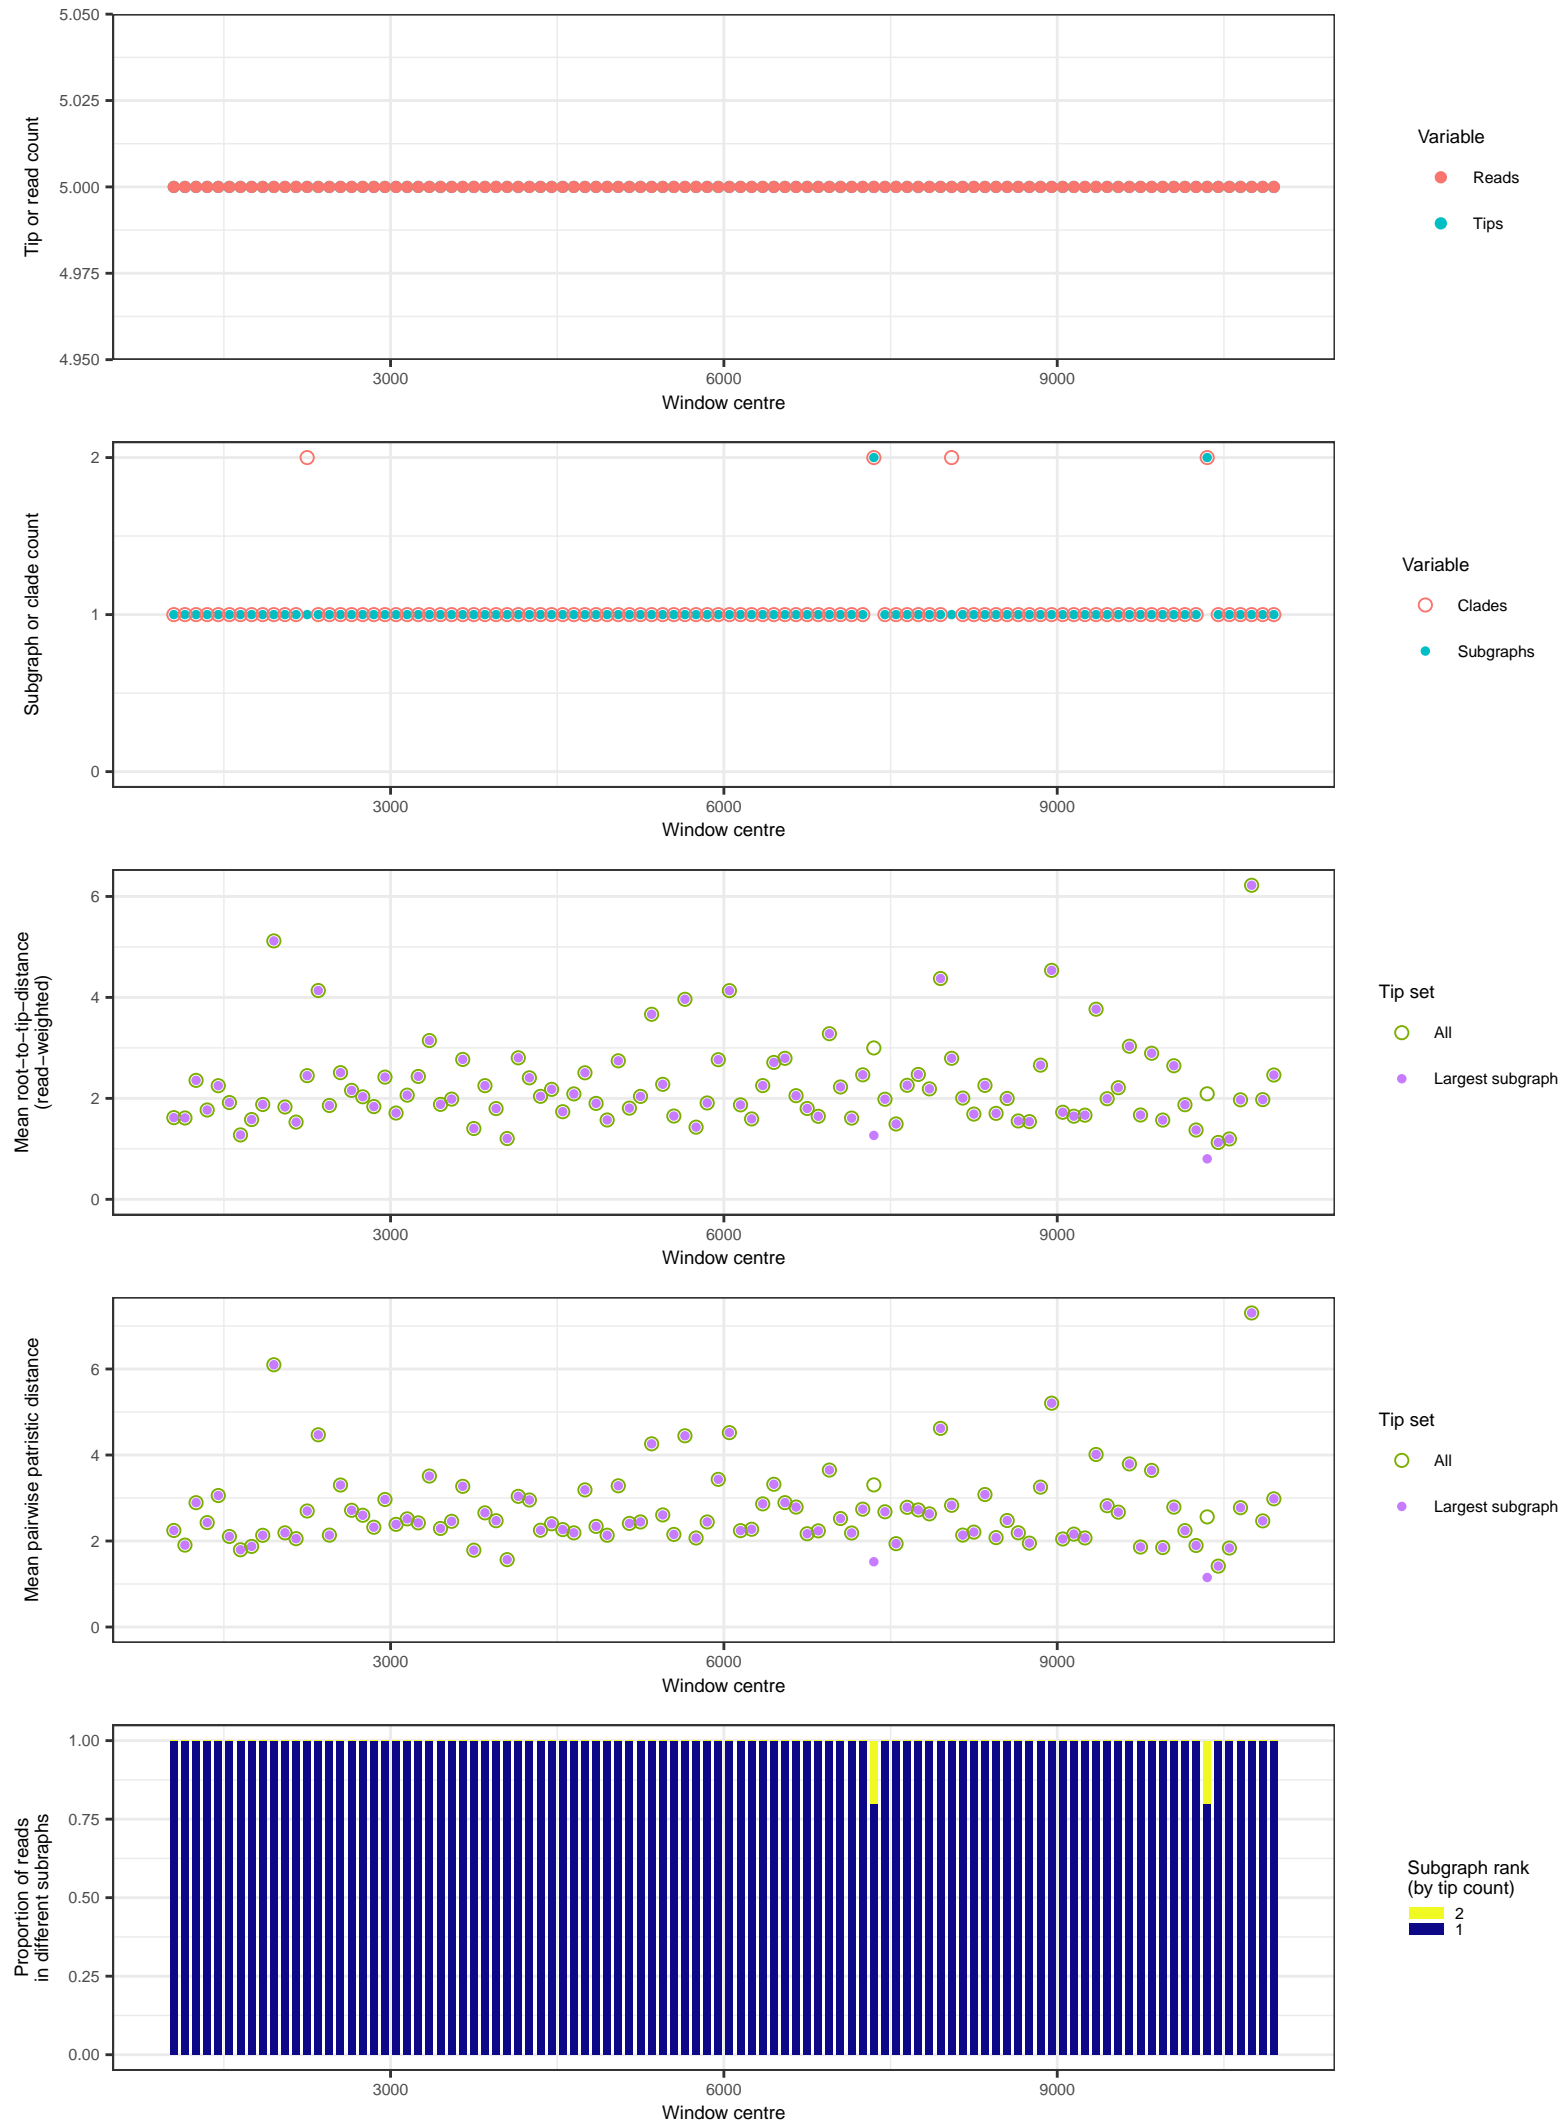 5.050
5.025
5.000
4.975
4.950
Tip or read count
3000 6000 9000
Window centre
Variable
Reads
Tips
2
1
0
Subgraph or clade count
3000 6000 9000
Window centre
Variable
Clades
Subgraphs
6
4
2
0
Mean root−to−tip−distance
(read−weighted)
3000 6000 9000
Window centre
Tip set
All
Largest subgraph
6
4
2
0
Mean pairwise patristic distance
3000 6000 9000
Window centre
Tip set
All
Largest subgraph
1.00
0.75
0.50
0.25
0.00
Proportion of reads
in different subraphs
3000 6000 9000
Window centre
Subgraph rank
(by tip count)
2
1